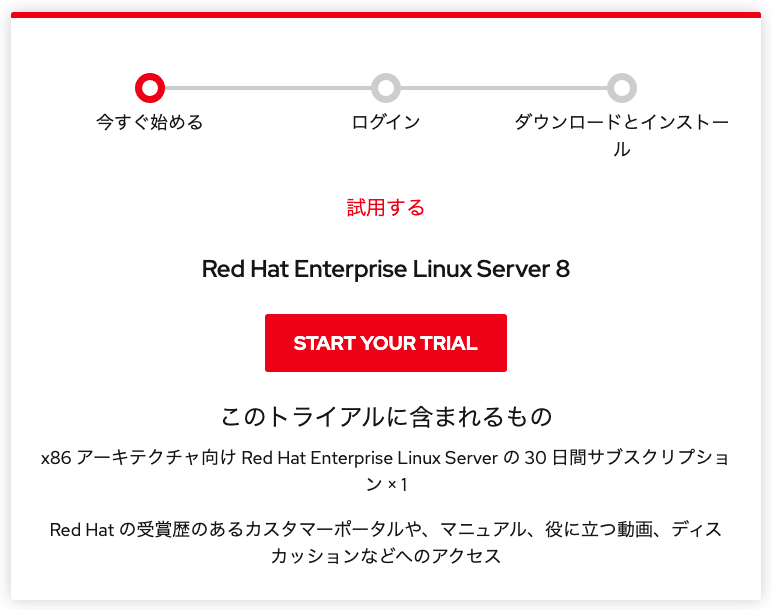 今すぐ始める
ログイン
ダウンロードとインストー
ル
試用する
Red Hat Enterprise Linux Server 8
START YOUR TRIAL
このトライアルに含まれるもの
x86 アーキテクチャ向け Red Hat Enterprise Linux Server の 30 日間サブスクリプショ
ン × 1
Red Hat の受賞歴のあるカスタマーポータルや、マニュアル、役に立つ動画、ディス
カッションなどへのアクセス